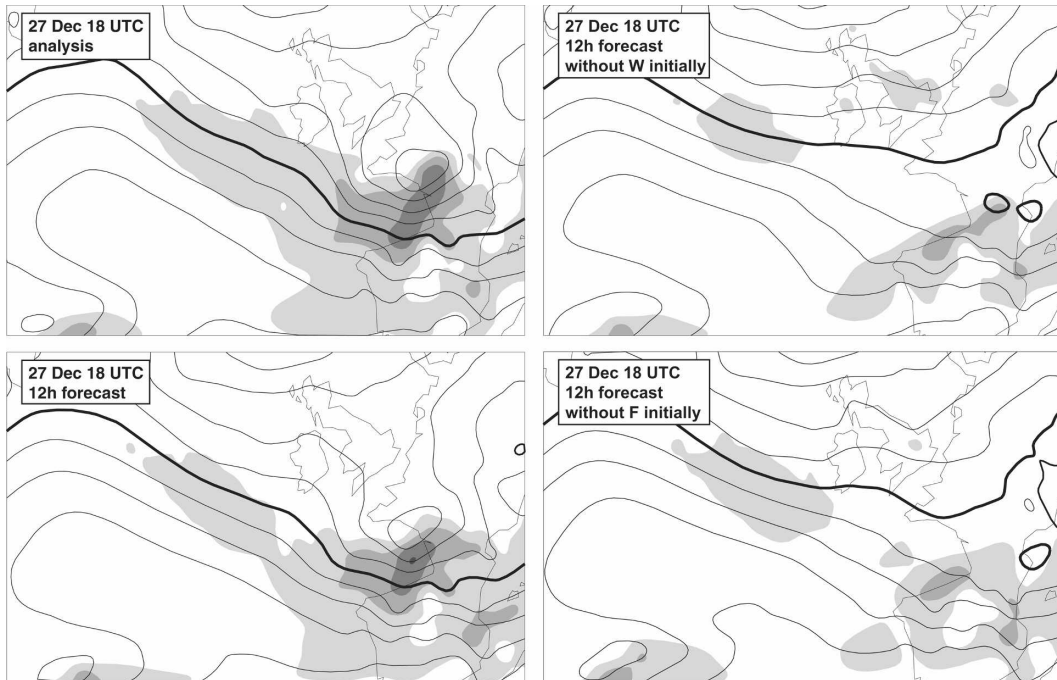 27 Dec 18 UTC
analysis
27 Dec 18 UTC
12h forecast
without W initially
27 Dec 18 UTC
12h forecast
27 Dec 18 UTC
12h forecast
without F initially